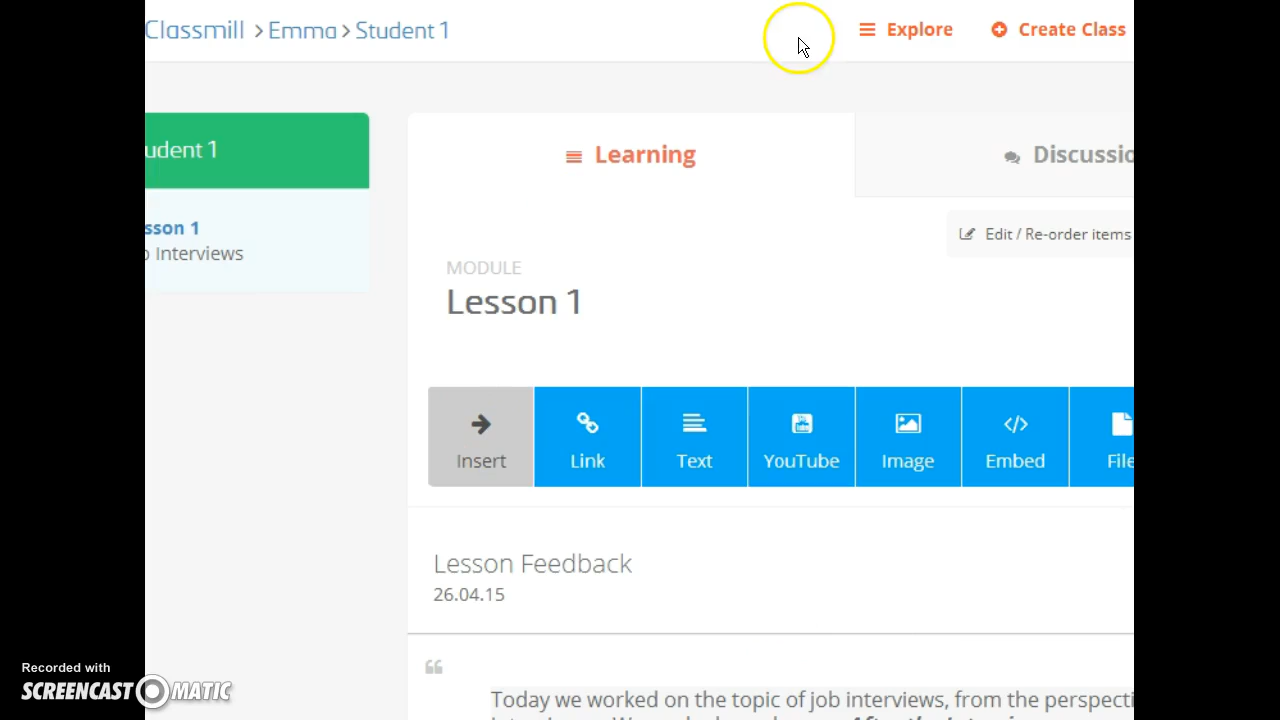 Classmill > Emma > Student 1
Explore
Create Class
udent 1
Learning
Discussio
sson 1
Interviews
Edit / Re-order items
MODULE
Lesson 1
Insert
Link
Text
YouTube
Image
Embed
File
Lesson Feedback
26.04.15
Recorded with
SCREENCAST-O-MATIC
Today we worked on the topic of job interviews, from the perspecti